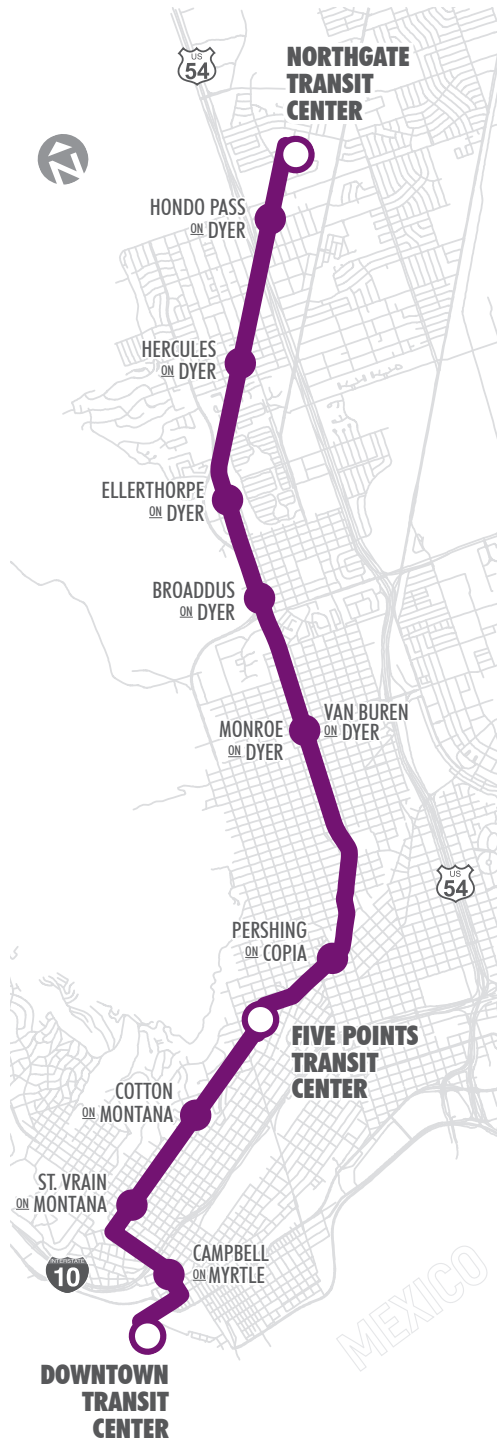 US
54
NORTHGATE
TRANSIT
CENTER
N
HONDO PASS
ON DYER
HERCULES
ON DYER
ELLERTHORPE
ON DYER
BROADDUS
ON DYER
VAN BUREN
ON DYER
MONROE
ON DYER
US
54
PERSHING
ON COPIA
FIVE POINTS
TRANSIT
CENTER
COTTON
ON MONTANA
ST. VRAIN
ON MONTANA
CAMPBELL
ON MYRTLE
INTERSTATE
10
MEXICO
DOWNTOWN
TRANSIT
CENTER